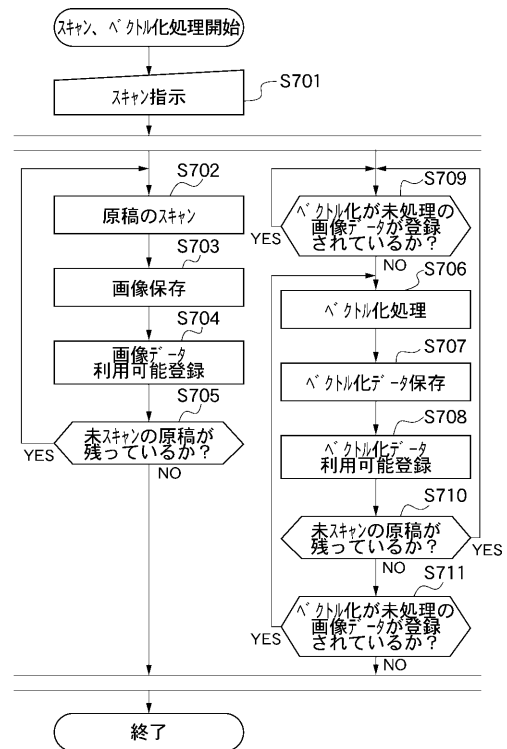 スキャン、ベクトル化処理開始
S701
スキャン指示
S702
原稿のスキャン
S703
画像保存
S704
画像データ
利用可能登録
S705
未スキャンの原稿が
残っているか？
YES
NO
S709
ベクトル化が未処理の
画像データが登録
されているか？
YES
NO
S706
ベクトル化処理
S707
ベクトル化データ保存
S708
ベクトル化データ
利用可能登録
S710
未スキャンの原稿が
残っているか？
YES
NO
S711
ベクトル化が未処理の
画像データが登録
されているか？
YES
NO
終了